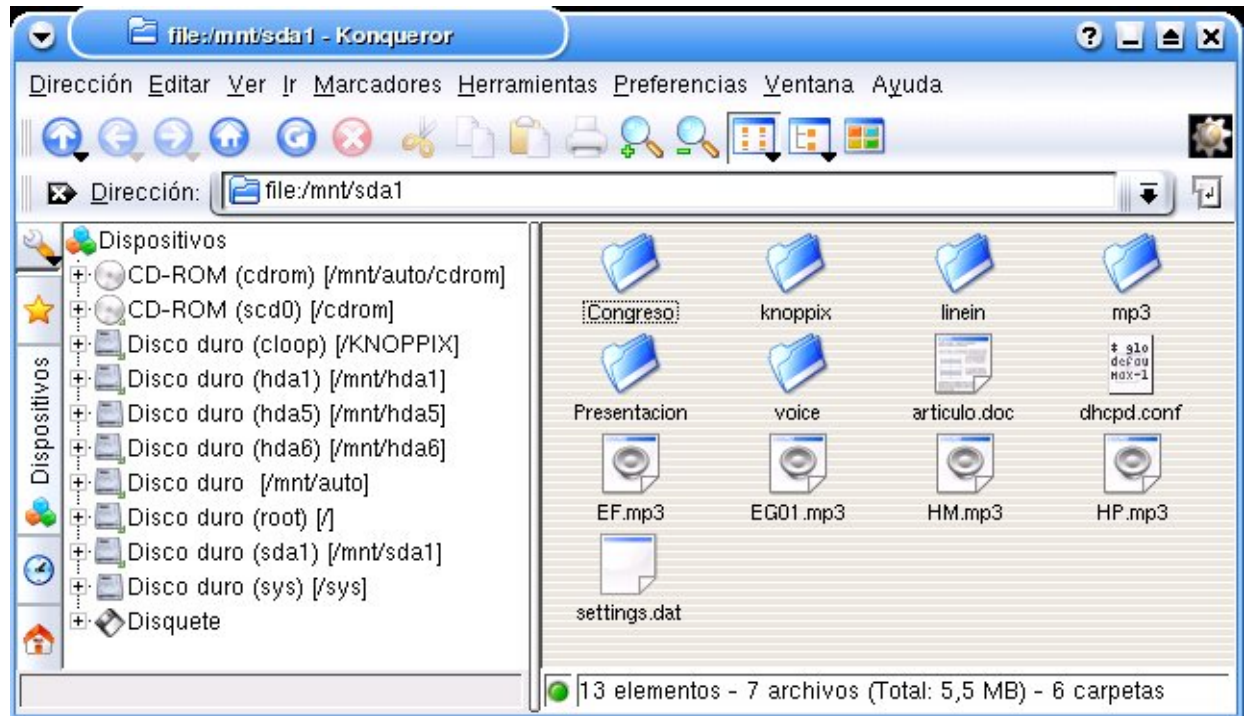 file:/mnt/sda1 - Konqueror
Dirección Editar Ver Ir Marcadores Herramientas Preferencias Ventana Ayuda
Dirección: file:/mnt/sda1
Dispositivos
Dispositivos
CD-ROM (cdrom) [/mnt/auto/cdrom]
CD-ROM (scd0) [/cdrom]
Disco duro (cloop) [/KNOPPIX]
Disco duro (hda1) [/mnt/hda1]
Disco duro (hda5) [/mnt/hda5]
Disco duro (hda6) [/mnt/hda6]
Disco duro [/mnt/auto]
Disco duro (root) [/]
Disco duro (sda1) [/mnt/sda1]
Disco duro (sys) [/sys]
Disquete
Congreso knoppix linein mp3
$ glo
defau
max-l
Presentacion voice articulo.doc dhcpd.conf
EF.mp3 EG01.mp3 HM.mp3 HP.mp3
settings.dat
13 elementos - 7 archivos (Total: 5,5 MB) - 6 carpetas